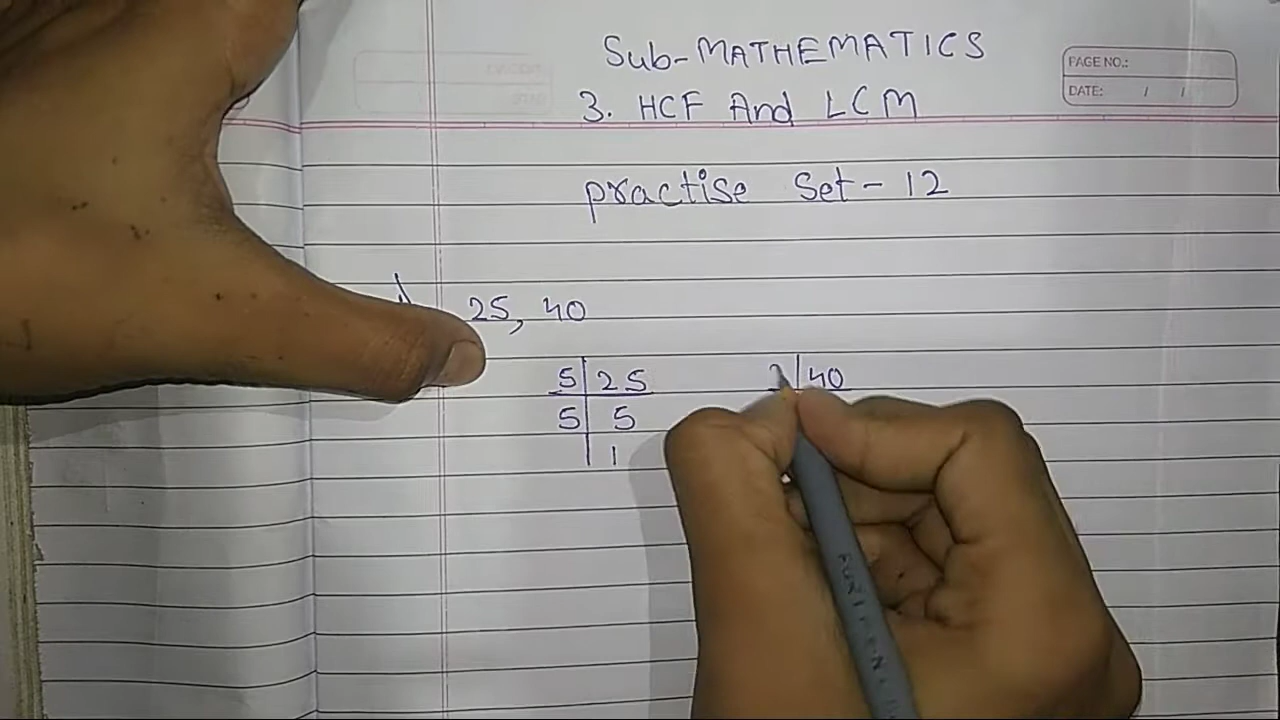 Sub-MATHEMATICS
PAGE NO.:
DATE: / /
3. HCF And LCM
Practise Set-12
25, 40
5 25
40
5 5
1